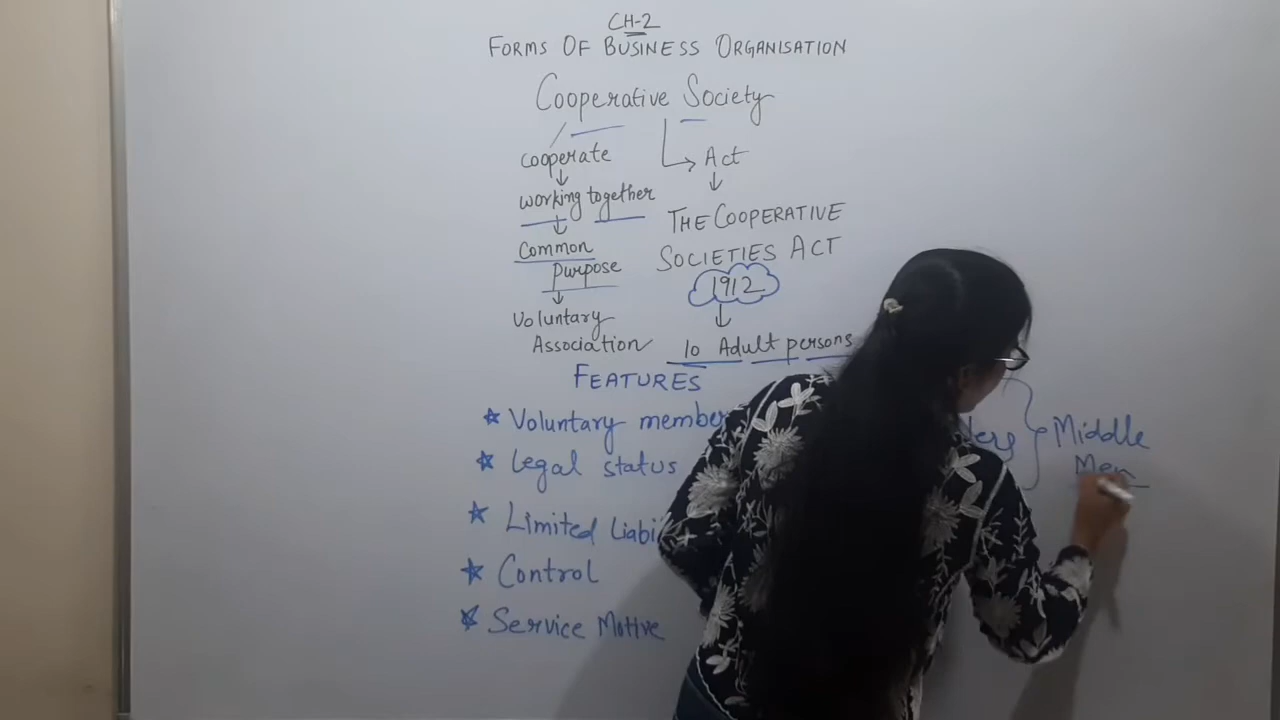 CH-2
FORMS OF BUSINESS ORGANISATION
Cooperative Society
cooperate
Act
working together
THE COOPERATIVE
SOCIETIES ACT
Common
purpose
1912
Voluntary
ASSOCIATION
10 Adult persons
FEATURES
Voluntary member
Legal status
Limited
Control
Service Motive
Middle
Men